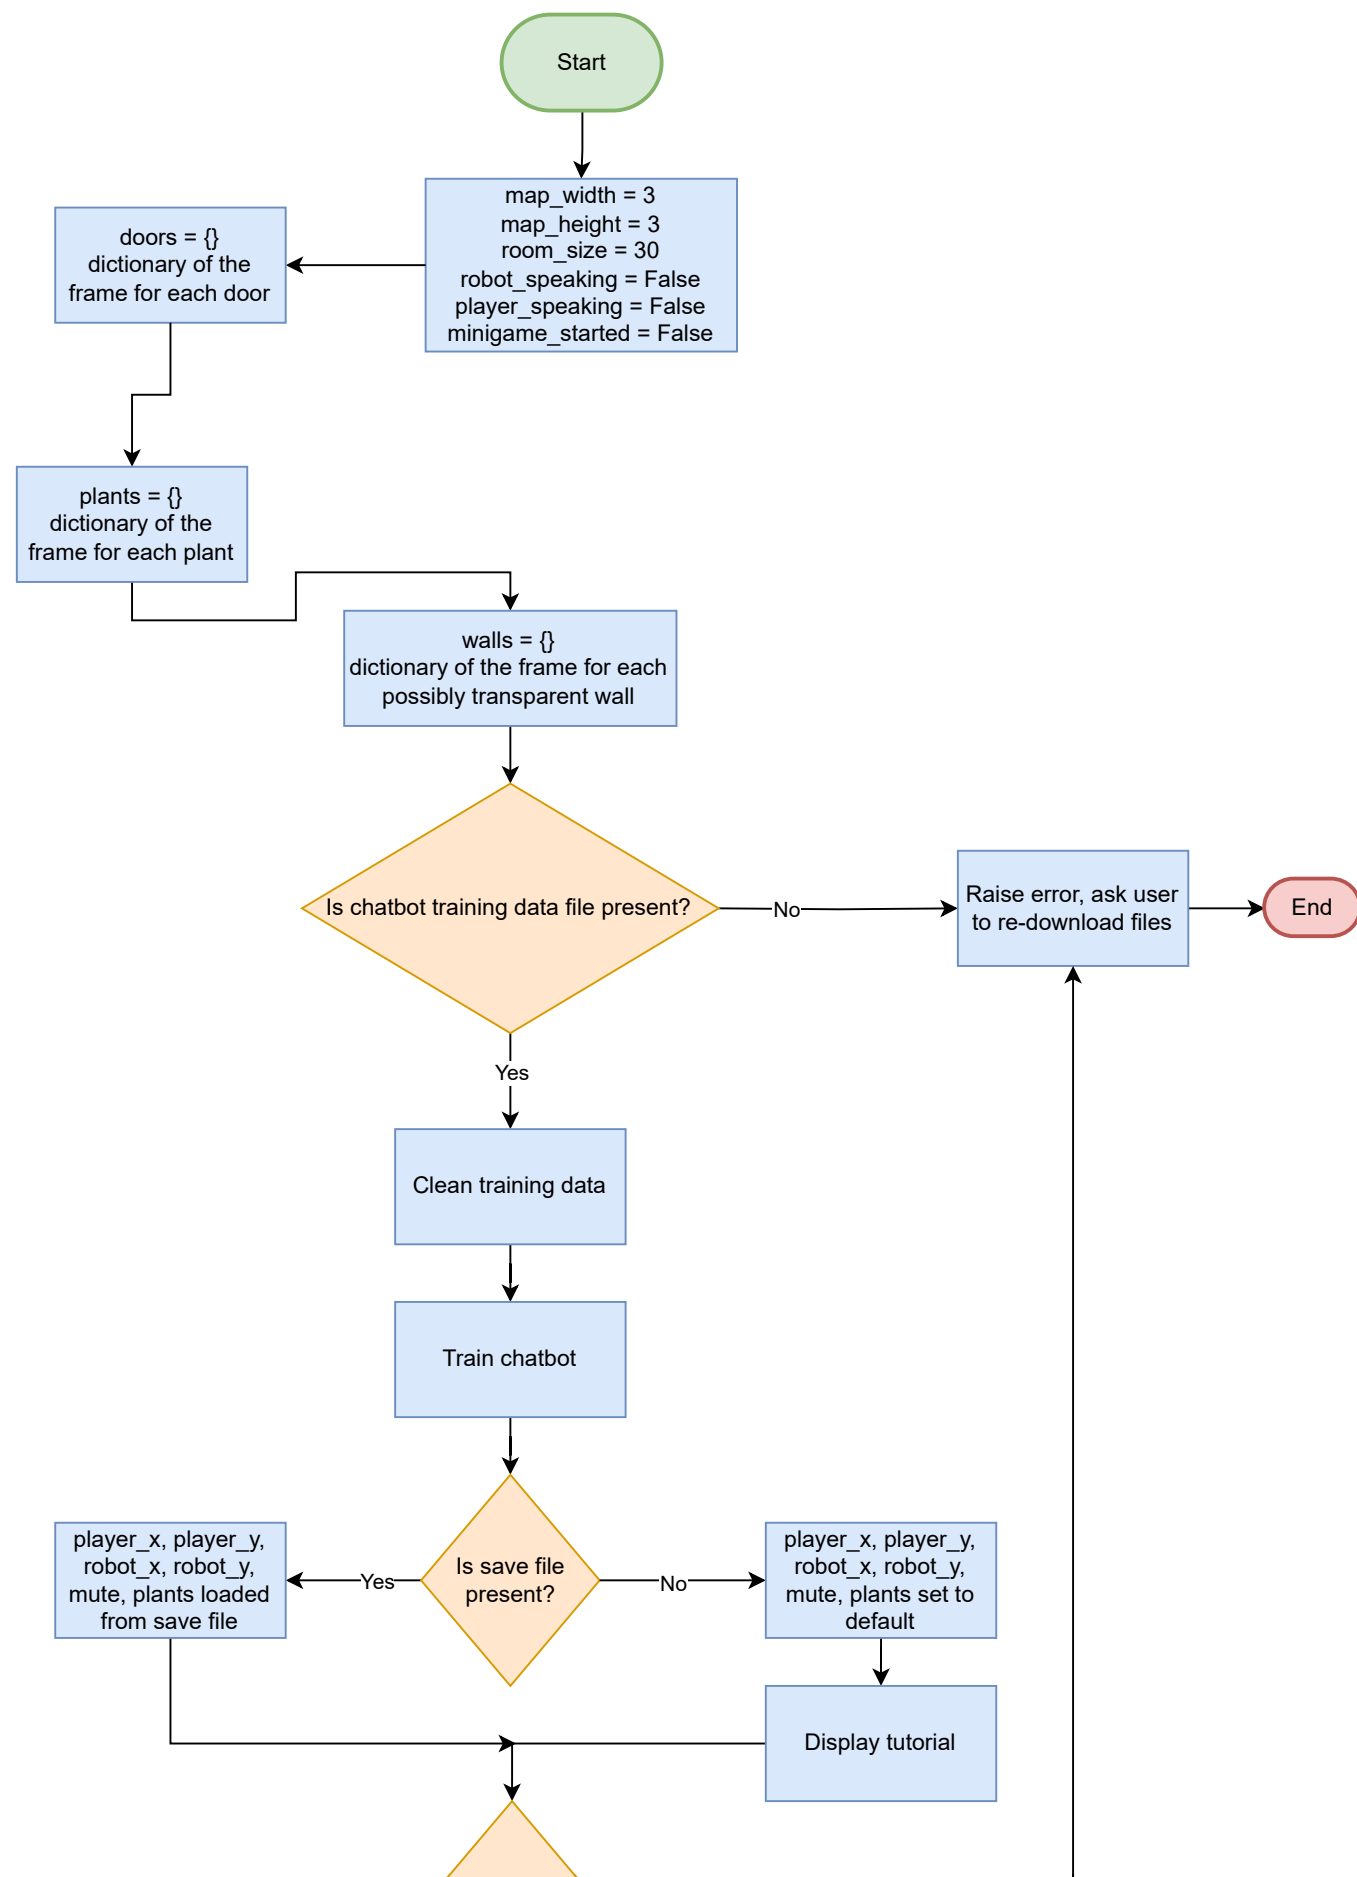 Start
map_width = 3
map_height = 3
room_size = 30
robot_speaking = False
player_speaking = False
minigame_started = False
doors = {}
dictionary of the
frame for each door
plants = {}
dictionary of the
frame for each plant
walls = {}
dictionary of the frame for each
possibly transparent wall
Is chatbot training data file present?
No
Raise error, ask user
to re-download files
End
Yes
Clean training data
Train chatbot
Is save file
present?
Yes
player_x, player_y,
robot_x, robot_y,
mute, plants loaded
from save file
No
player_x, player_y,
robot_x, robot_y,
mute, plants set to
default
Display tutorial